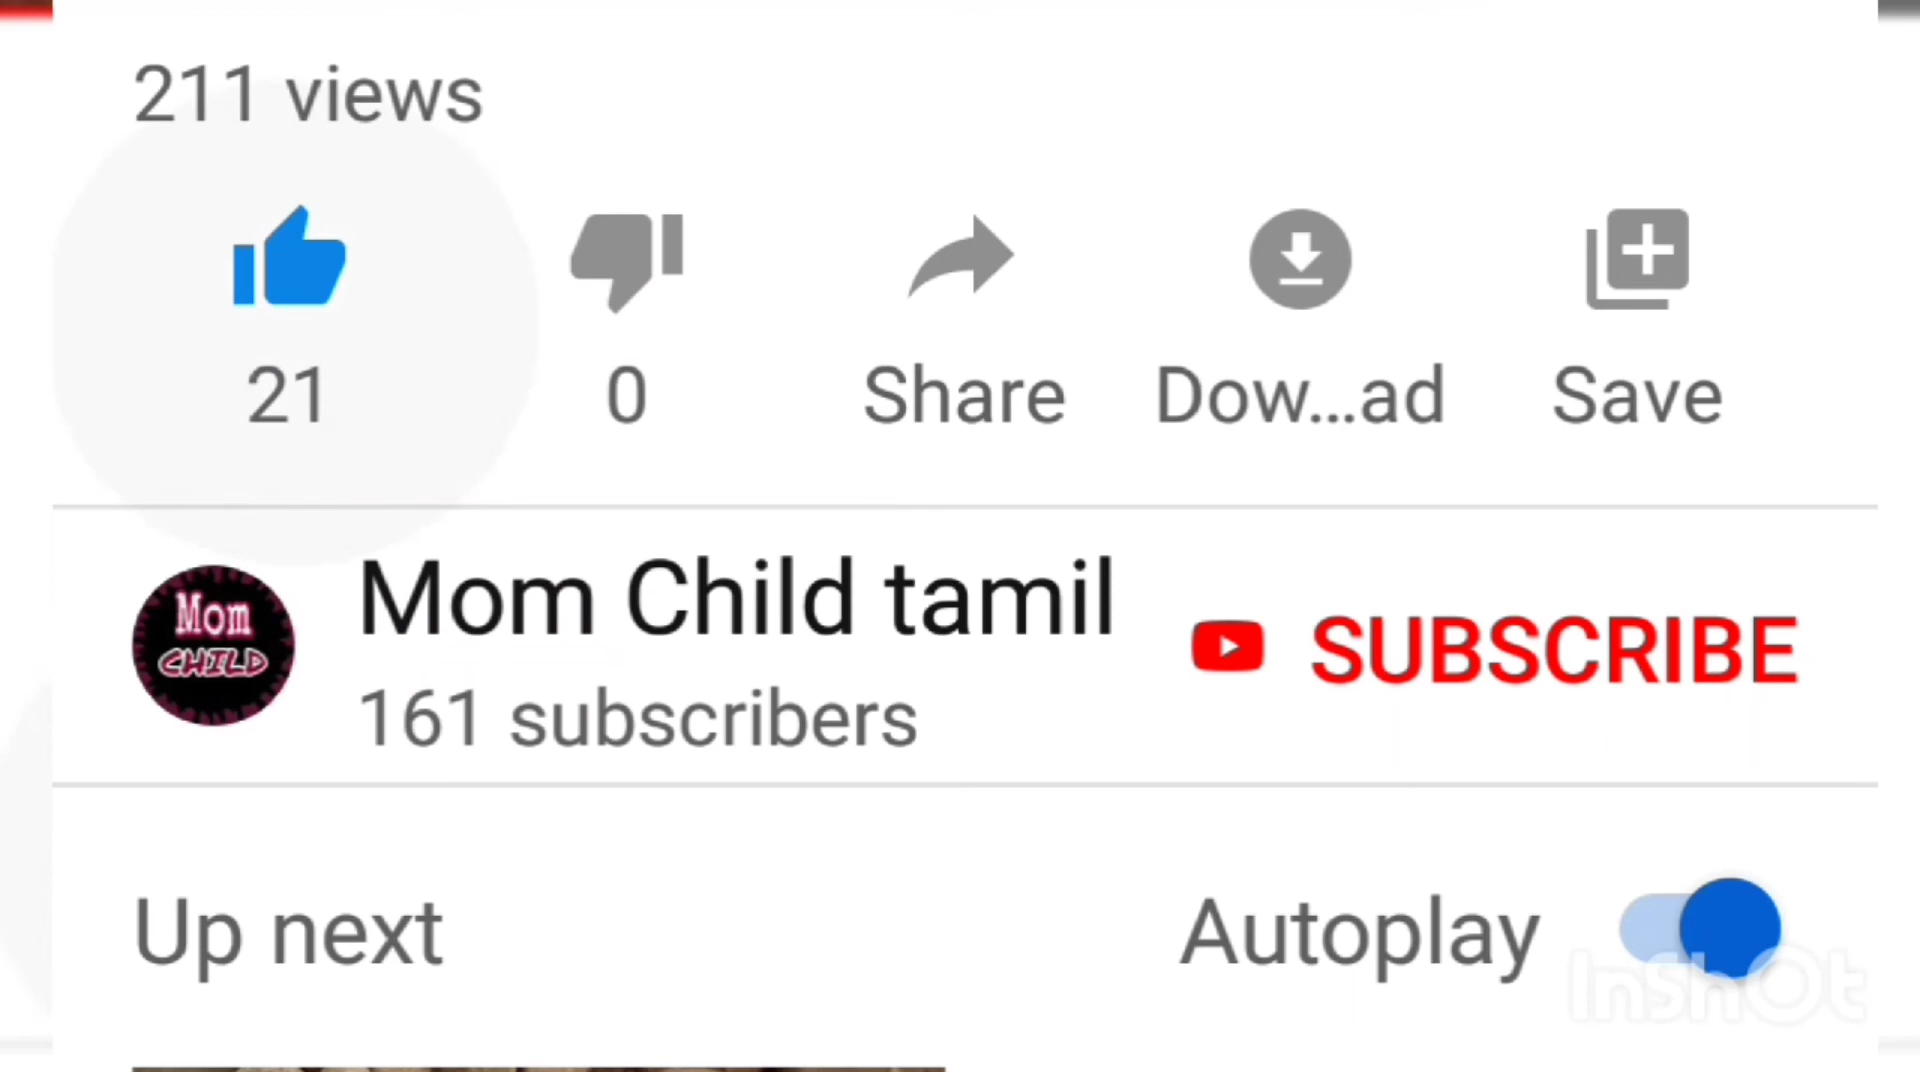 211 views
21 0 Share Dow...ad Save
Mom Child tamil
Mom
CHILD
SUBSCRIBE
161 subscribers
Up next Autoplay
InShOt